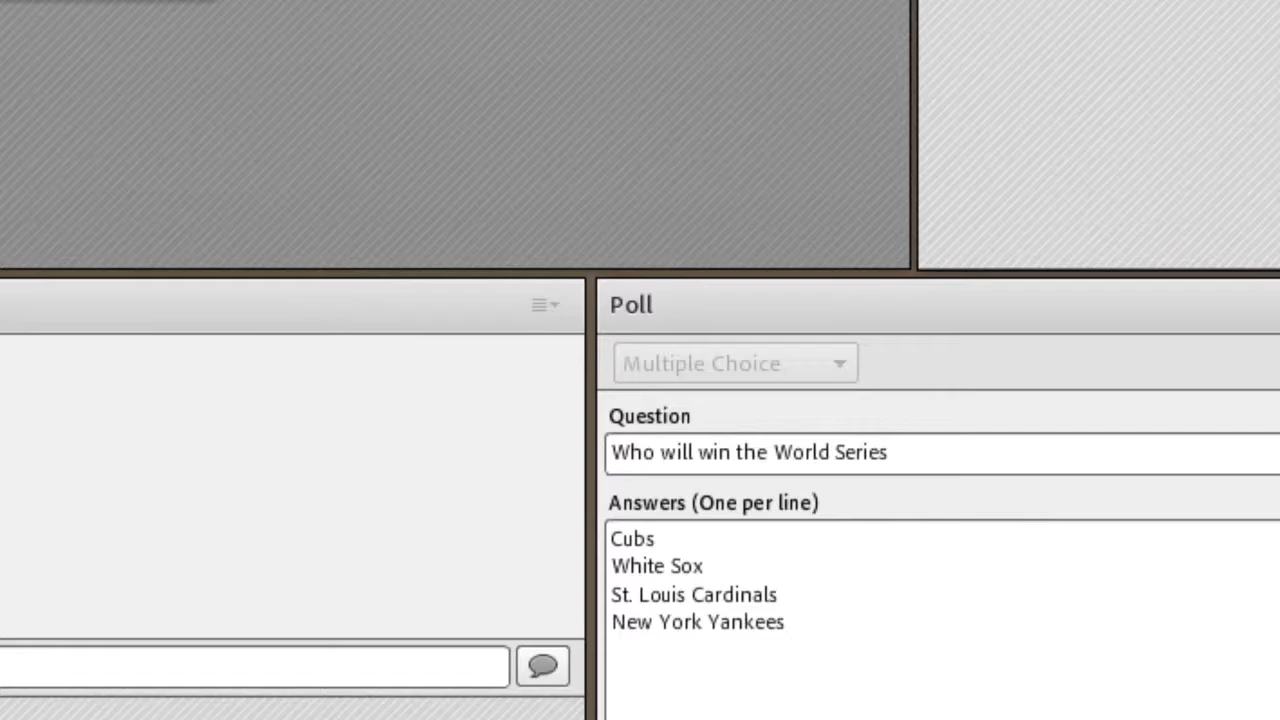 Poll
Multiple Choice
Question
Who will win the World Series
Answers (One per line)
Cubs
White Sox
St. Louis Cardinals
New York Yankees